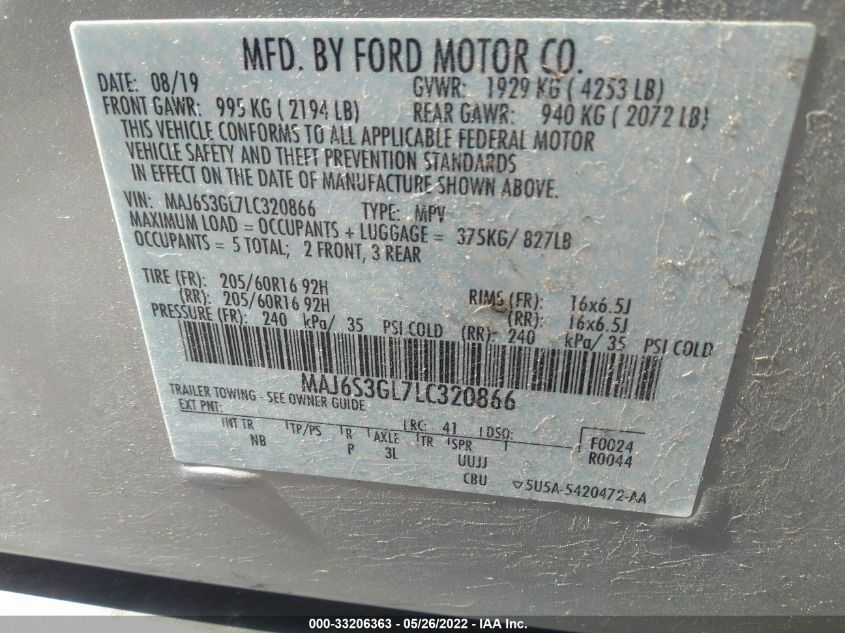 MFD. BY FORD MOTOR CO.
DATE: 08/19 GVWR: 1929 KG ( 4253 LB)
FRONT GAWR: 995 KG ( 2194 LB) REAR GAWR: 940 KG ( 2072 LB)
THIS VEHICLE CONFORMS TO ALL APPLICABLE FEDERAL MOTOR
VEHICLE SAFETY AND THEFT PREVENTION STANDARDS
IN EFFECT ON THE DATE OF MANUFACTURE SHOWN ABOVE.
VIN: MAJ6S3GL7LC320866 TYPE: MPV
MAXIMUM LOAD = OCCUPANTS + LUGGAGE = 375KG/ 827LB
OCCUPANTS = 5 TOTAL; 2 FRONT, 3 REAR
TIRE (FR): 205/60R16 92H RIMS (FR): 16x6.5J
(RR): 205/60R16 92H (RR): 16x6.5J
PRESSURE (FR): 240 kPa/ 35 PSI COLD (RR): 240 kPa/ 35 PSI COLD
MAJ6S3GL7LC320866
TRAILER TOWING - SEE OWNER GUIDE
EXT PNT: RC: 41 DSO: F0024
INT TR TP/PS R AXLE TR SPR R0044
NB P 3L UUJJ
CBU 5U5A-5420472-AA
000-33206363 - 05/26/2022 - IAA Inc.